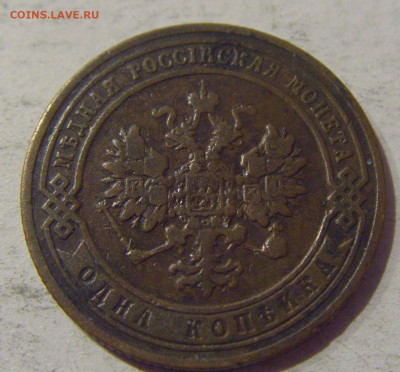 COINS.LAVE.RU
МѢДНАЯ РОССІЙСКАЯ МОНЕТА
ОДНА КОПѢЙКА